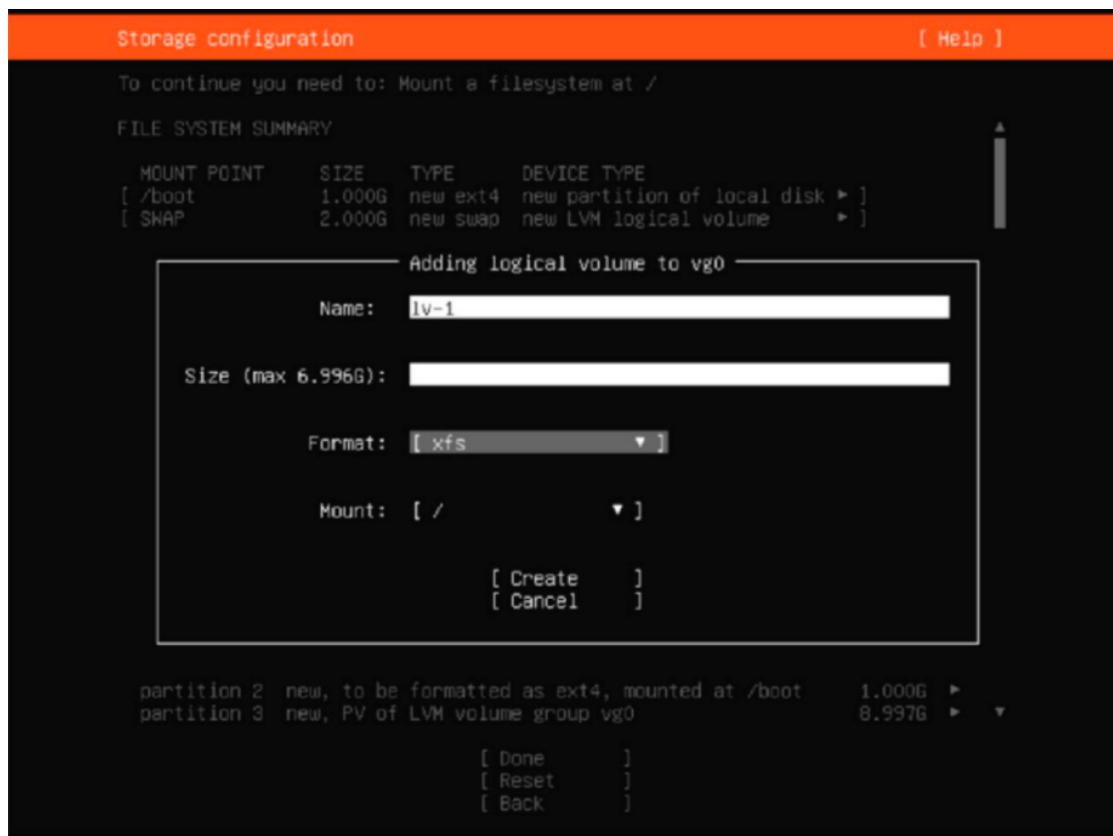 Storage configuration [ Help ]
To continue you need to: Mount a filesystem at /
FILE SYSTEM SUMMARY
MOUNT POINT SIZE TYPE DEVICE TYPE
[ /boot 1.000G new ext4 new partition of local disk ► ]
[ SWAP 2.000G new swap new LVM logical volume ► ]
Adding logical volume to vg0
Name: lv-1
Size (max 6.996G):
Format: [ xfs ▼ ]
Mount: [ / ▼ ]
[ Create ]
[ Cancel ]
partition 2 new, to be formatted as ext4, mounted at /boot 1.000G ►
partition 3 new, PV of LVM volume group vg0 8.997G ►
[ Done ]
[ Reset ]
[ Back ]